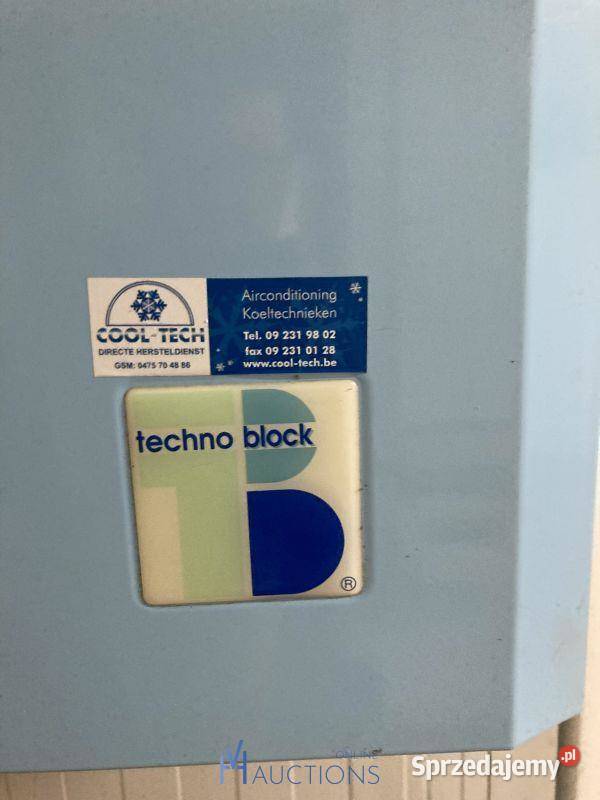 COOL-TECH
DIRECTE HERSTELDIENST
GSM: 0475 70 48 86
Airconditioning
Koeltechnieken
Tel. 09 231 98 02
fax 09 231 01 28
www.cool-tech.be
techno block
®
ONLINE
AUCTIONS
Sprzedajemy.pl